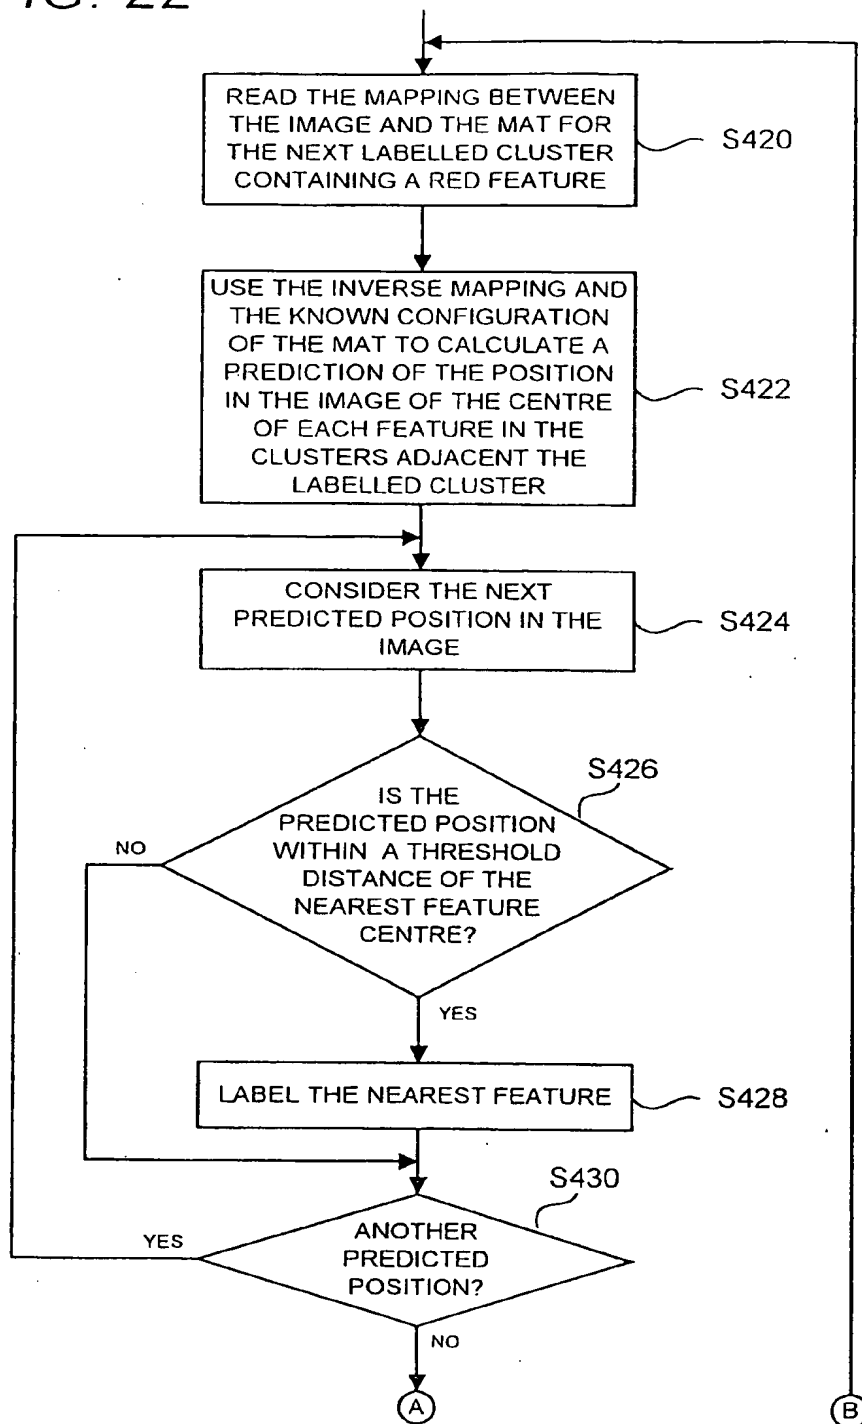 FIG. 22
READ THE MAPPING BETWEEN
THE IMAGE AND THE MAT FOR
THE NEXT LABELLED CLUSTER
CONTAINING A RED FEATURE
S420
USE THE INVERSE MAPPING AND
THE KNOWN CONFIGURATION
OF THE MAT TO CALCULATE A
PREDICTION OF THE POSITION
IN THE IMAGE OF THE CENTRE
OF EACH FEATURE IN THE
CLUSTERS ADJACENT THE
LABELLED CLUSTER
S422
CONSIDER THE NEXT
PREDICTED POSITION IN THE
IMAGE
S424
S426
IS THE
PREDICTED POSITION
WITHIN A THRESHOLD
DISTANCE OF THE
NEAREST FEATURE
CENTRE?
NO
YES
LABEL THE NEAREST FEATURE
S428
S430
ANOTHER
PREDICTED
POSITION?
YES
NO
A
B